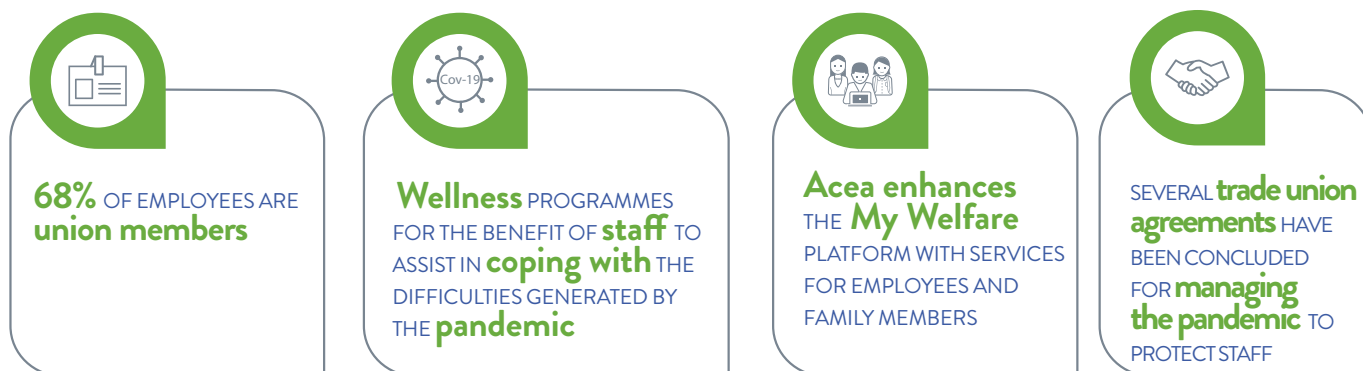 68% OF EMPLOYEES ARE
union members
Cov-19
Wellness PROGRAMMES
FOR THE BENEFIT OF staff TO
ASSIST IN coping with THE
DIFFICULTIES GENERATED BY
THE pandemic
Acea enhances
THE My Welfare
PLATFORM WITH SERVICES
FOR EMPLOYEES AND
FAMILY MEMBERS
SEVERAL trade union
agreements HAVE
BEEN CONCLUDED
FOR managing
the pandemic TO
PROTECT STAFF